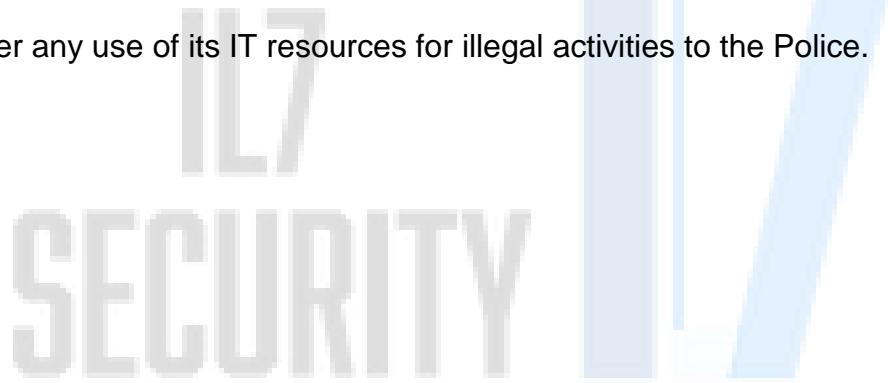 er any use of its IT resources for illegal activities to the Police.
IL7
SECURITY